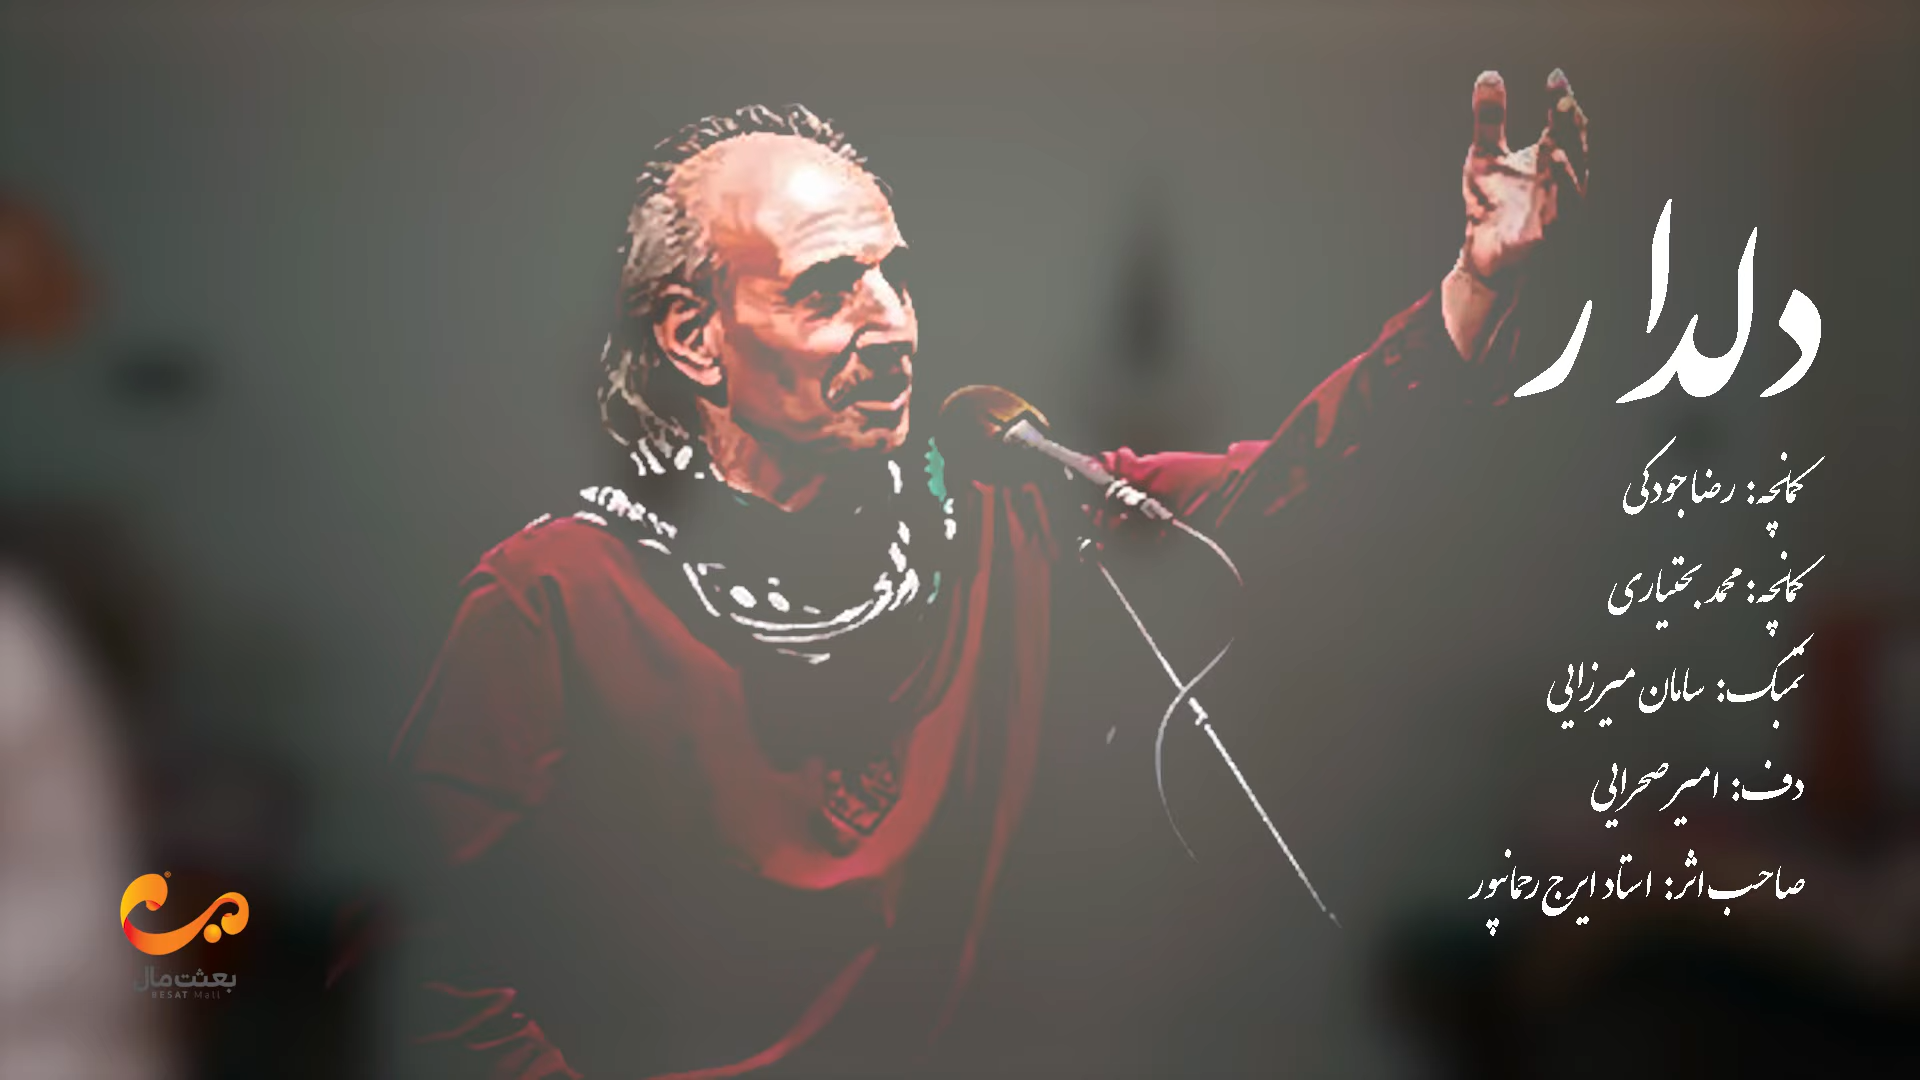 دلدار
کمانچه: رضا جودکی
کمانچه: محمد بختیاری
تمبک: سامان میرزایی
دف: امیر صحرایی
صاحب اثر: استاد ایرج رحمانپور
بعثت مال
BESAT Mall